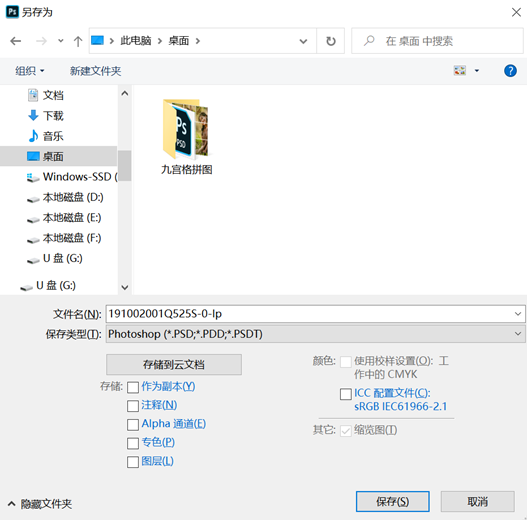 Ps 另存为
此电脑 > 桌面 >
在 桌面 中搜索
组织
新建文件夹
?
文档
下载
音乐
桌面
Windows-SSD (
本地磁盘 (D:)
本地磁盘 (E:)
本地磁盘 (F:)
U 盘 (G:)
U 盘 (G:)
Ps
PSD
九宫格拼图
文件名(N):
191002001Q525S-0-lp
保存类型(T):
Photoshop (*.PSD;*.PDD;*.PSDT)
存储到云文档
存储:
作为副本(Y)
注释(N)
Alpha 通道(E)
专色(P)
图层(L)
颜色:
使用校样设置(O): 工
作中的 CMYK
ICC 配置文件(C):
sRGB IEC61966-2.1
其它:
缩览图(T)
隐藏文件夹
保存(S)
取消